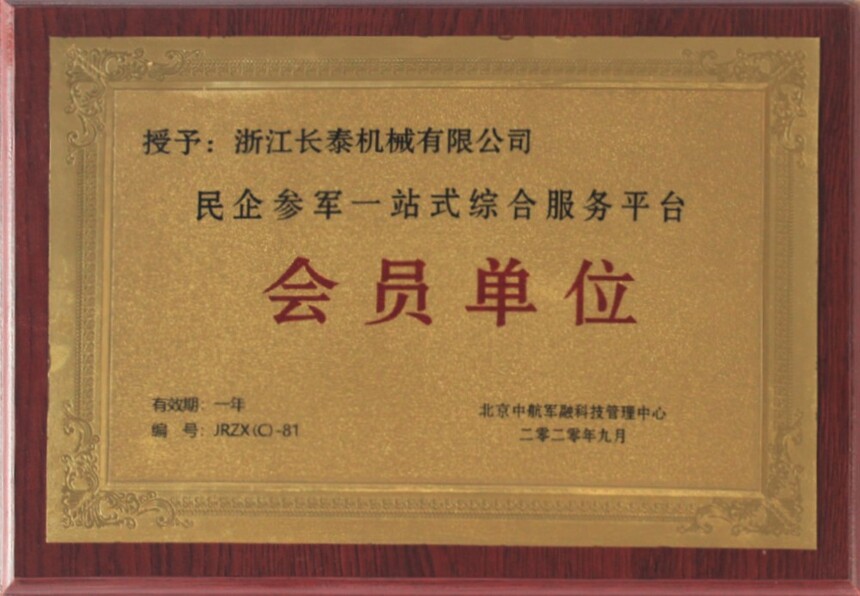 授予：浙江长泰机械有限公司
民企参军一站式综合服务平台
会员单位
有效期：一年
编 号：JRZX(C)-81
北京中航军融科技管理中心
二零二零年九月